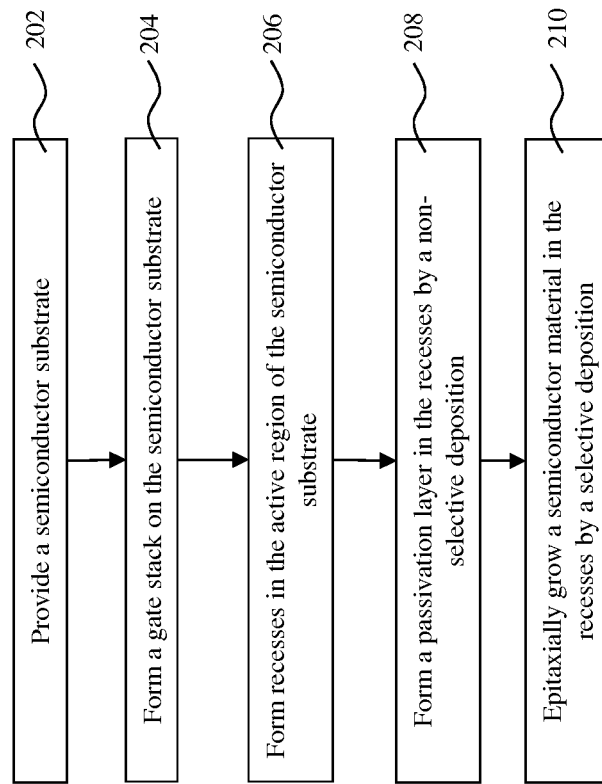 Provide a semiconductor substrate
202
Form a gate stack on the semiconductor substrate
204
Form recesses in the active region of the semiconductor
substrate
206
Form a passivation layer in the recesses by a non-
selective deposition
208
Epitaxially grow a semiconductor material in the
recesses by a selective deposition
210